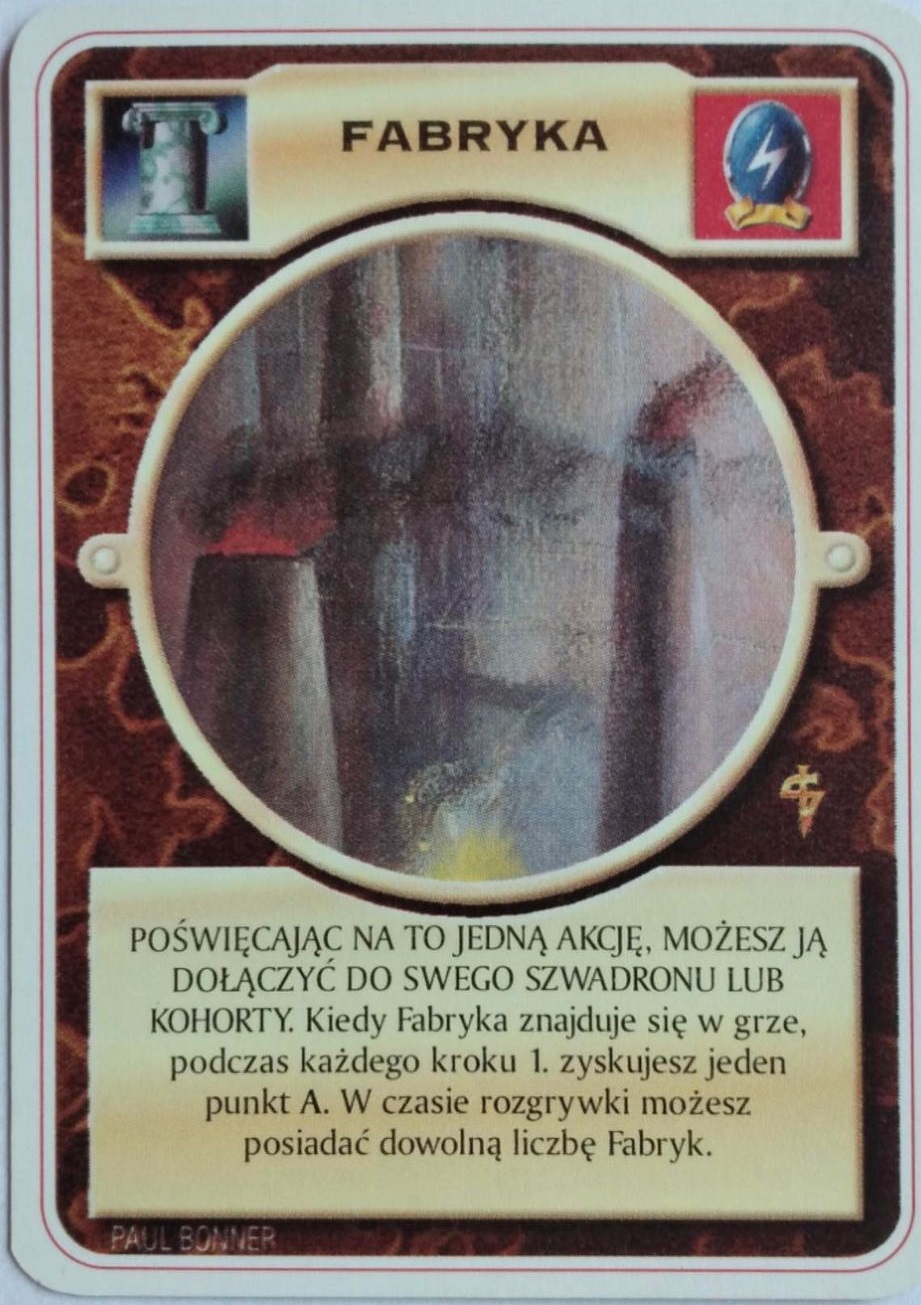 FABRYKA
POŚWIĘCAJĄC NA TO JEDNĄ AKCJĘ, MOŻESZ JĄ
DOŁĄCZYĆ DO SWEGO SZWADRONU LUB
KOHORTY. Kiedy Fabryka znajduje się w grze,
podczas każdego kroku 1. zyskujesz jeden
punkt A. W czasie rozgrywki możesz
posiadać dowolną liczbę Fabryk.
PAUL BONNER